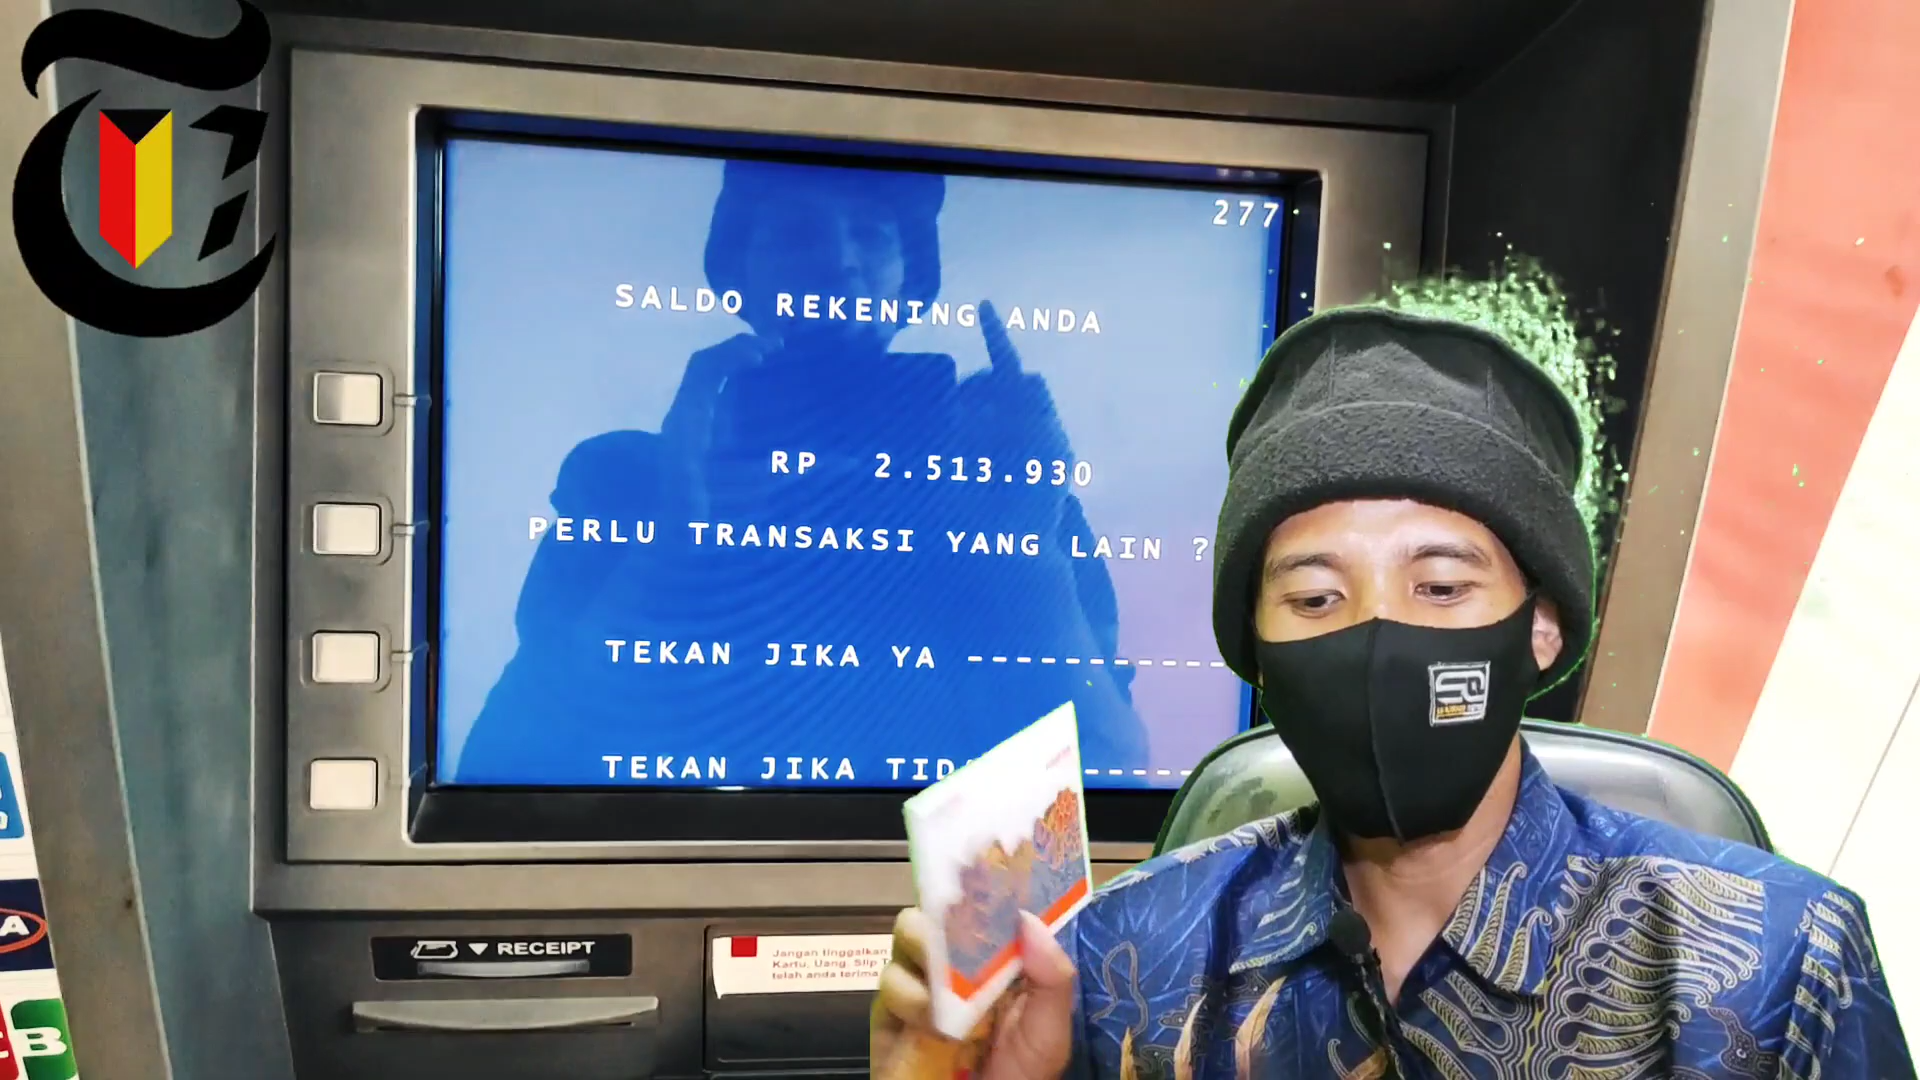 277
SALDO REKENING ANDA
RP 2.513.930
PERLU TRANSAKSI YANG LAIN ?
TEKAN JIKA YA -----------
TEKAN JIKA
RECEIPT
Jangan tinggalkan
Kartu, Uang, Slip
telah anda terima